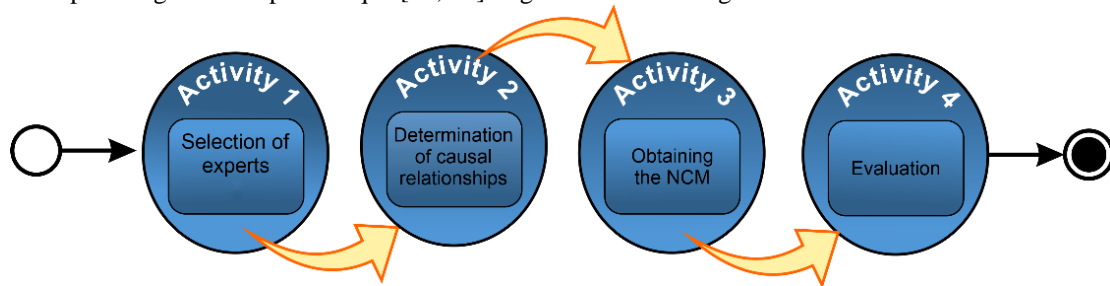 Activity 1
Selection of
experts
Activity 2
Determination
of causal
relationships
Activity 3
Obtaining
the NCM
Activity 4
Evaluation